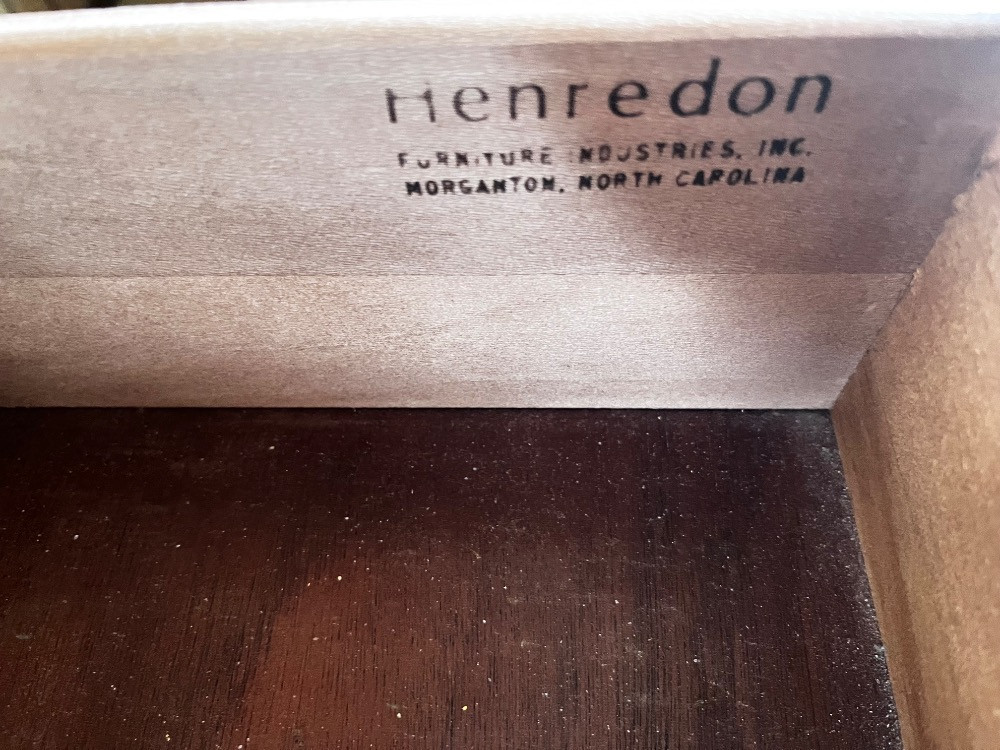 Henredon
FURNITURE INDUSTRIES, INC.
MORGANTON, NORTH CAROLINA